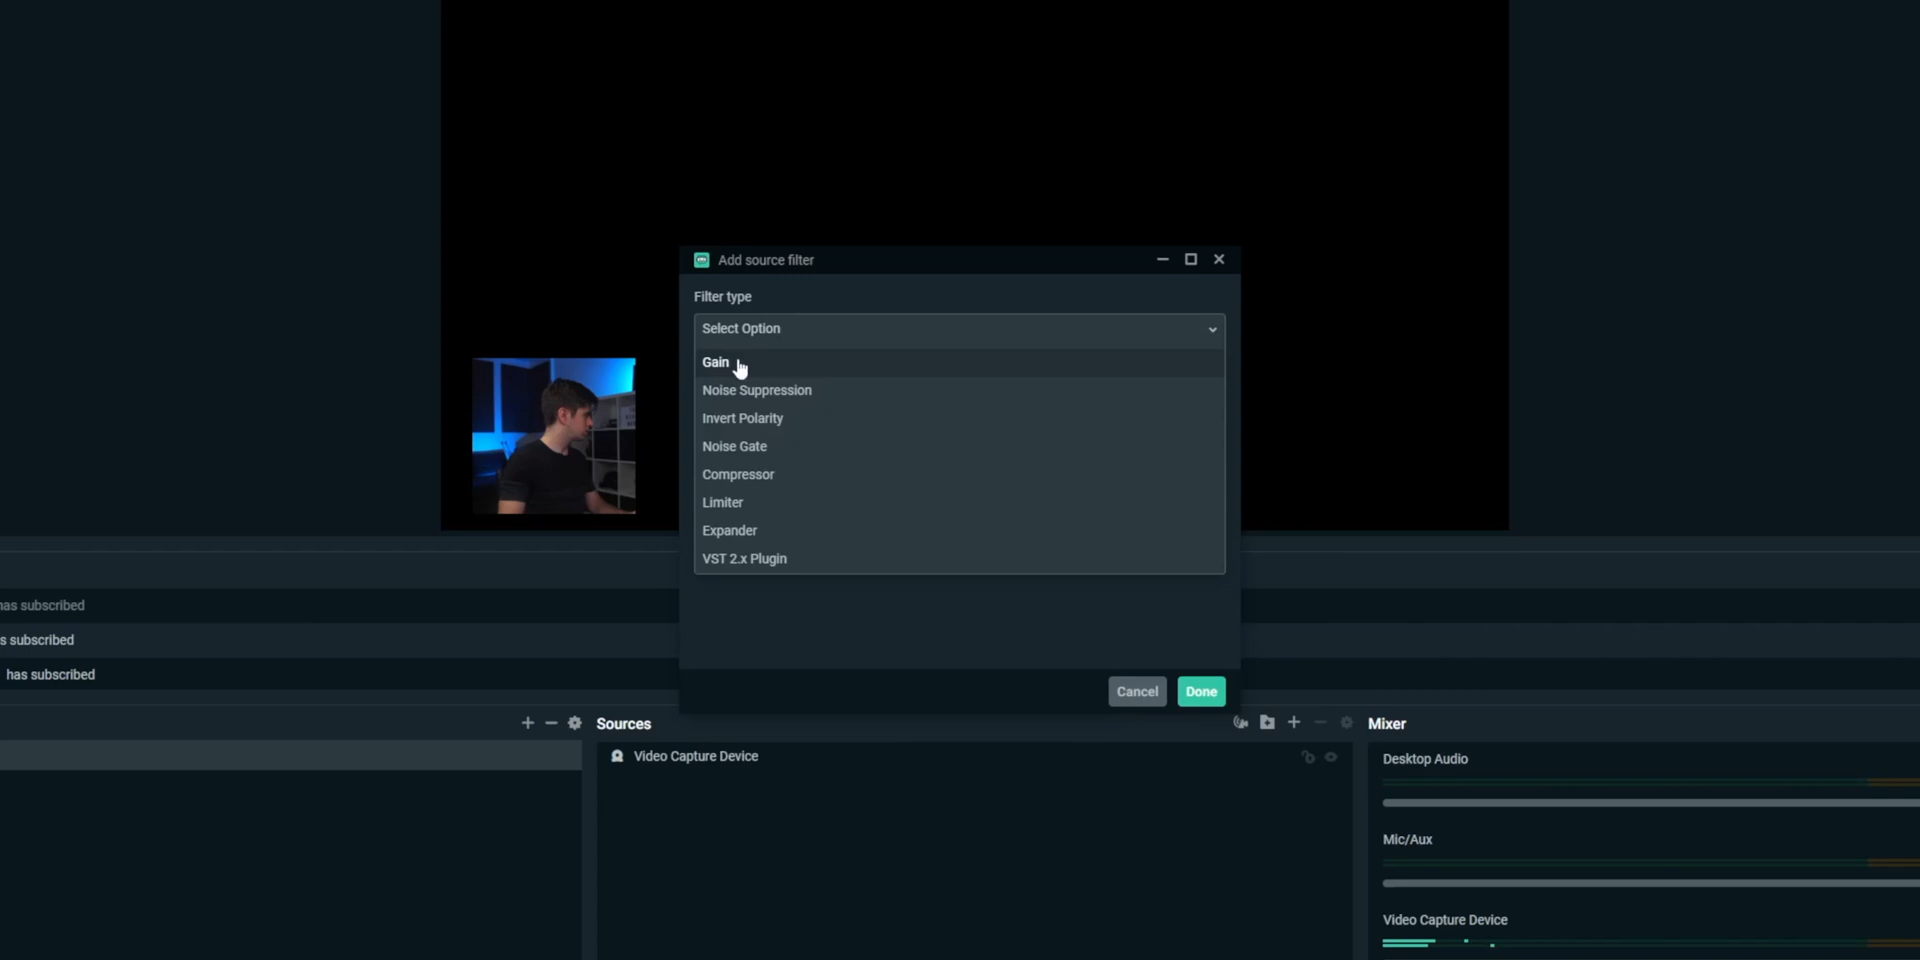 Add source filter
Filter type
Select Option
Gain
Noise Suppression
Invert Polarity
Noise Gate
Compressor
Limiter
Expander
VST 2.x Plugin
has subscribed
s subscribed
has subscribed
Cancel Done
Sources
Mixer
Video Capture Device
Desktop Audio
Mic/Aux
Video Capture Device